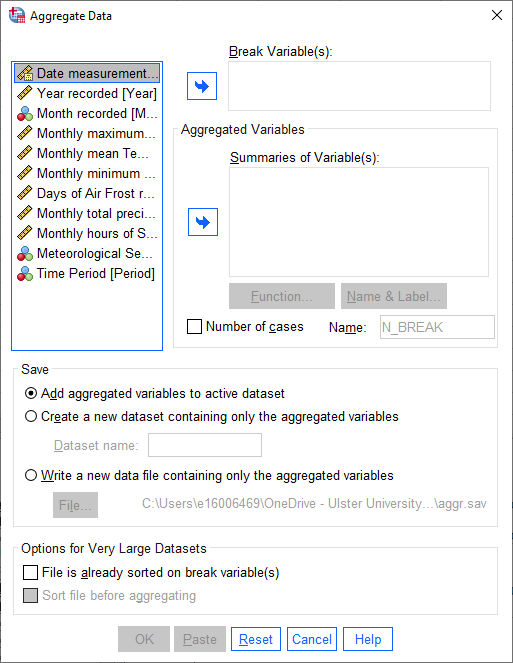 Aggregate Data
Break Variable(s):
Date measurement...
Year recorded [Year]
Month recorded [M...
Monthly maximum...
Monthly mean Te...
Monthly minimum ...
Days of Air Frost r...
Monthly total preci...
Monthly hours of S...
Meteorological Se...
Time Period [Period]
Aggregated Variables
Summaries of Variable(s):
Function... Name & Label...
Number of cases Name: N_BREAK
Save
Add aggregated variables to active dataset
Create a new dataset containing only the aggregated variables
Dataset name:
Write a new data file containing only the aggregated variables
File... C:\Users\e16006469\OneDrive - Ulster University...\aggr.sav
Options for Very Large Datasets
File is already sorted on break variable(s)
Sort file before aggregating
OK Paste Reset Cancel Help